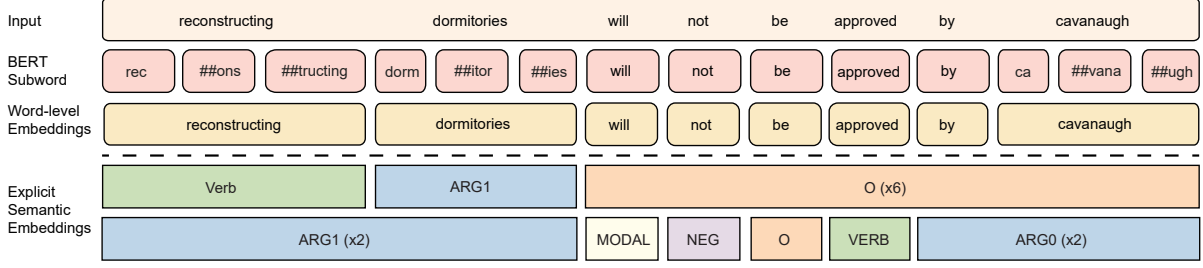 Input reconstructing dormitories will not be approved by cavanaugh
BERT
Subword
rec ##ons ##tructing dorm ##itor ##ies will not be approved by ca ##vana ##ugh
Word-level
Embeddings
reconstructing dormitories will not be approved by cavanaugh
Explicit
Semantic
Embeddings
Verb ARG1 O (x6)
ARG1 (x2) MODAL NEG O VERB ARG0 (x2)